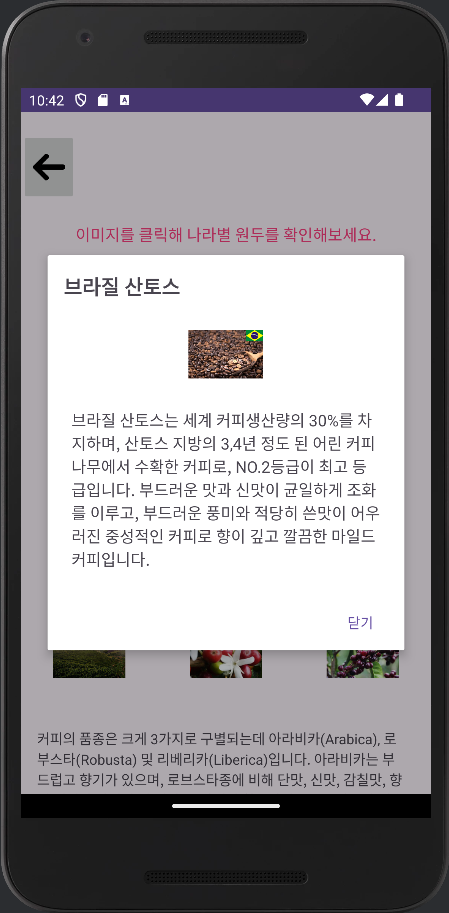 10:42
A
이미지를 클릭해 나라별 원두를 확인해보세요.
브라질 산토스
브라질 산토스는 세계 커피생산량의 30%를 차
지하며, 산토스 지방의 3,4년 정도 된 어린 커피
나무에서 수확한 커피로, NO.2등급이 최고 등
급입니다. 부드러운 맛과 신맛이 균일하게 조화
를 이루고, 부드러운 풍미와 적당히 쓴맛이 어우
러진 중성적인 커피로 향이 깊고 깔끔한 마일드
커피입니다.
닫기
커피의 품종은 크게 3가지로 구별되는데 아라비카(Arabica), 로
부스타(Robusta) 및 리베리카(Liberica)입니다. 아라비카는 부
드럽고 향기가 있으며, 로브스타종에 비해 단맛, 신맛, 감칠맛, 향